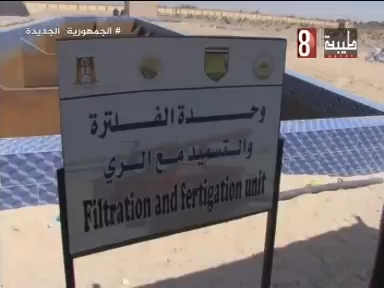 #الجمهورية الجديدة
طيبة
8
وحدة الفلترة
والتسميد مع الري
Filtration and fertigation unit